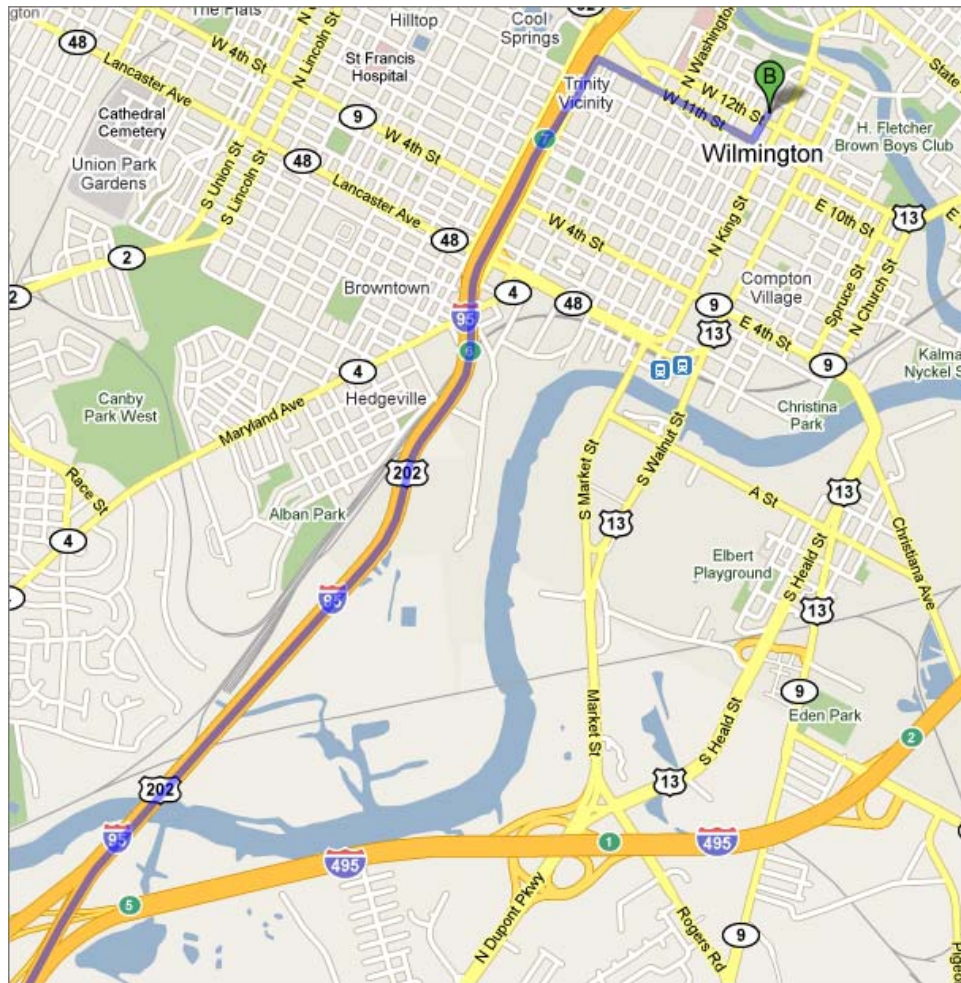 The Flats
Hilltop
Cool
Springs
52
48
W 4th St
N Lincoln St
St Francis
Hospital
N Washington
State
Lancaster Ave
Cathedral
Cemetery
9
Trinity
Vicinity
W 12th St
B
W 11th St
7
W 4th St
Wilmington
H. Fletcher
Brown Boys Club
Union Park
Gardens
48
S Union St
S Lincoln St
Lancaster Ave
13
E 10th St
48
W 4th St
N King St
2
Browntown
4
48
Compton
Village
Spruce St
N Church St
2
95
9
13
E 4th St
6
4
9
Canby
Park West
Hedgeville
Christina
Park
Maryland Ave
Race St
202
S Market St
S Walnut St
A St
13
Alban Park
13
4
Christiana Ave
Elbert
Playground
S Heald St
95
13
9
Market St
Eden Park
S Heald St
2
202
13
95
1
495
495
5
N Dupont Pkwy
Rogers Rd
9